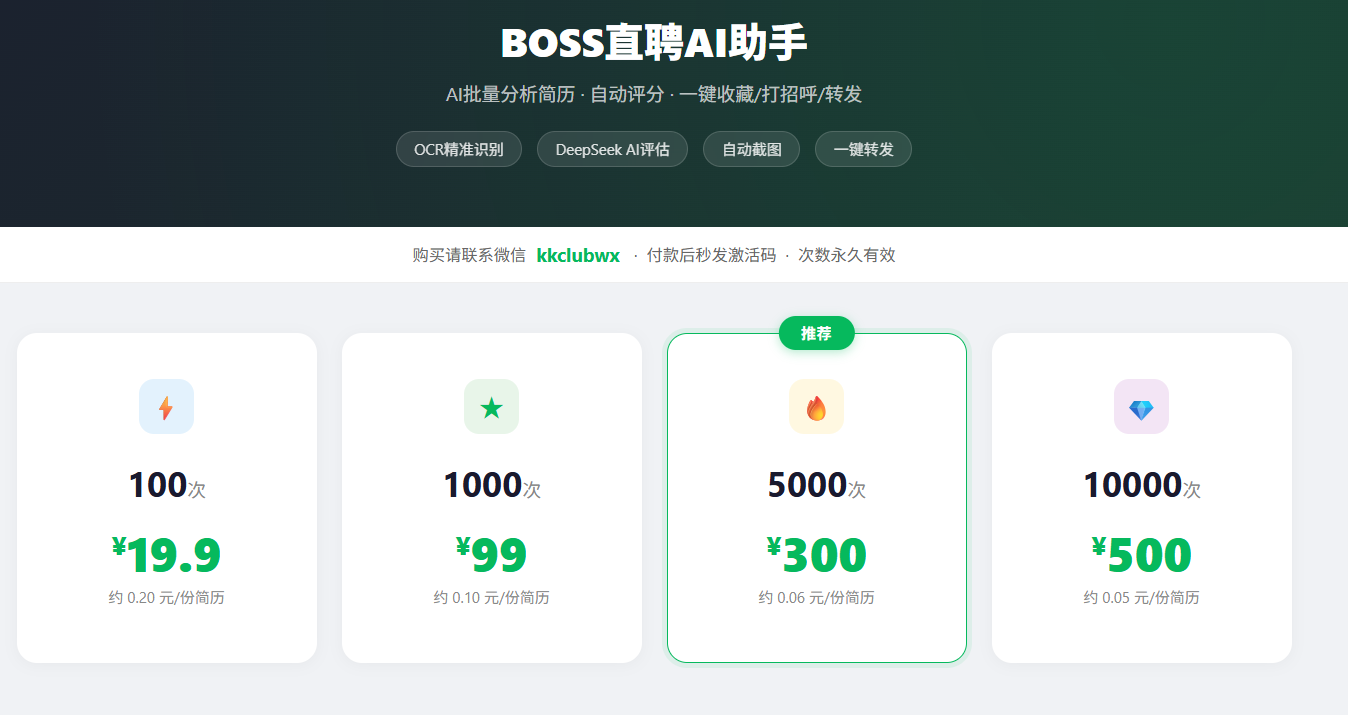 BOSS直聘AI助手
AI批量分析简历 · 自动评分 · 一键收藏/打招呼/转发
OCR精准识别 DeepSeek AI评估 自动截图 一键转发
购买请联系微信 kkclubwx · 付款后秒发激活码 · 次数永久有效
推荐
100次 1000次 5000次 10000次
¥19.9 ¥99 ¥300 ¥500
约 0.20 元/份简历 约 0.10 元/份简历 约 0.06 元/份简历 约 0.05 元/份简历